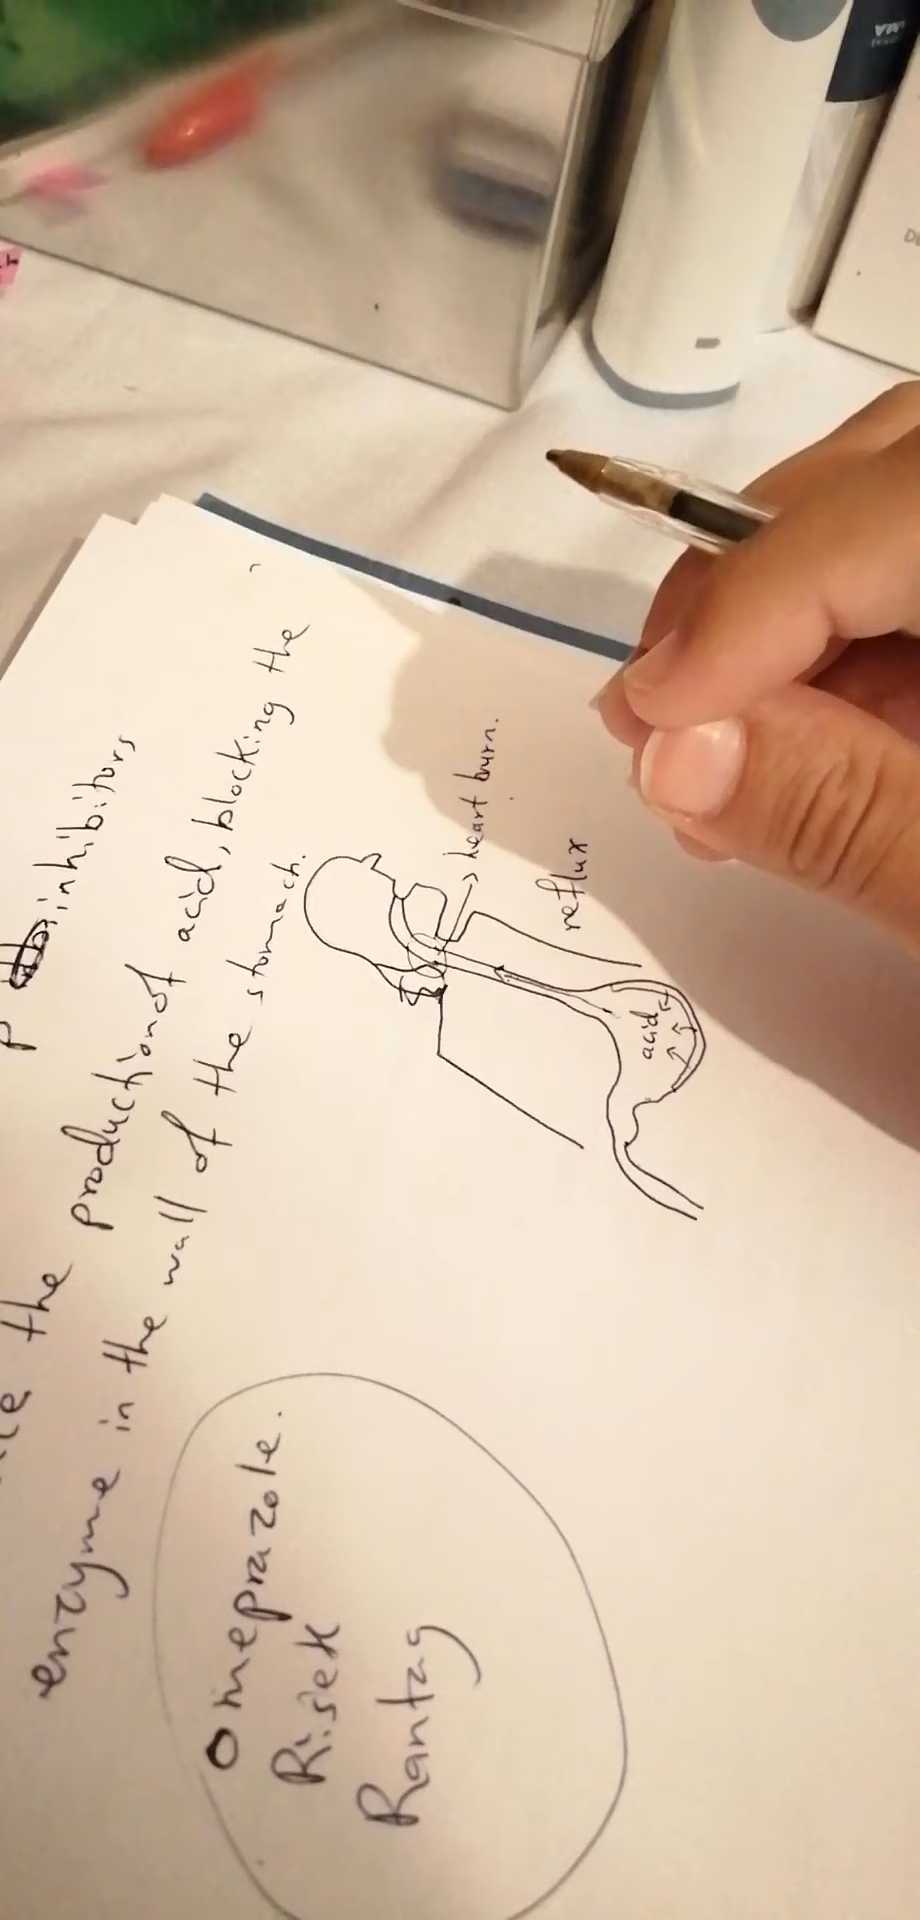 P inhibitors
the production of acid, blocking the
enzyme in the wall of the stomach.
heart burn.
reflux
acid
Omeprazole.
Risek
Rantag